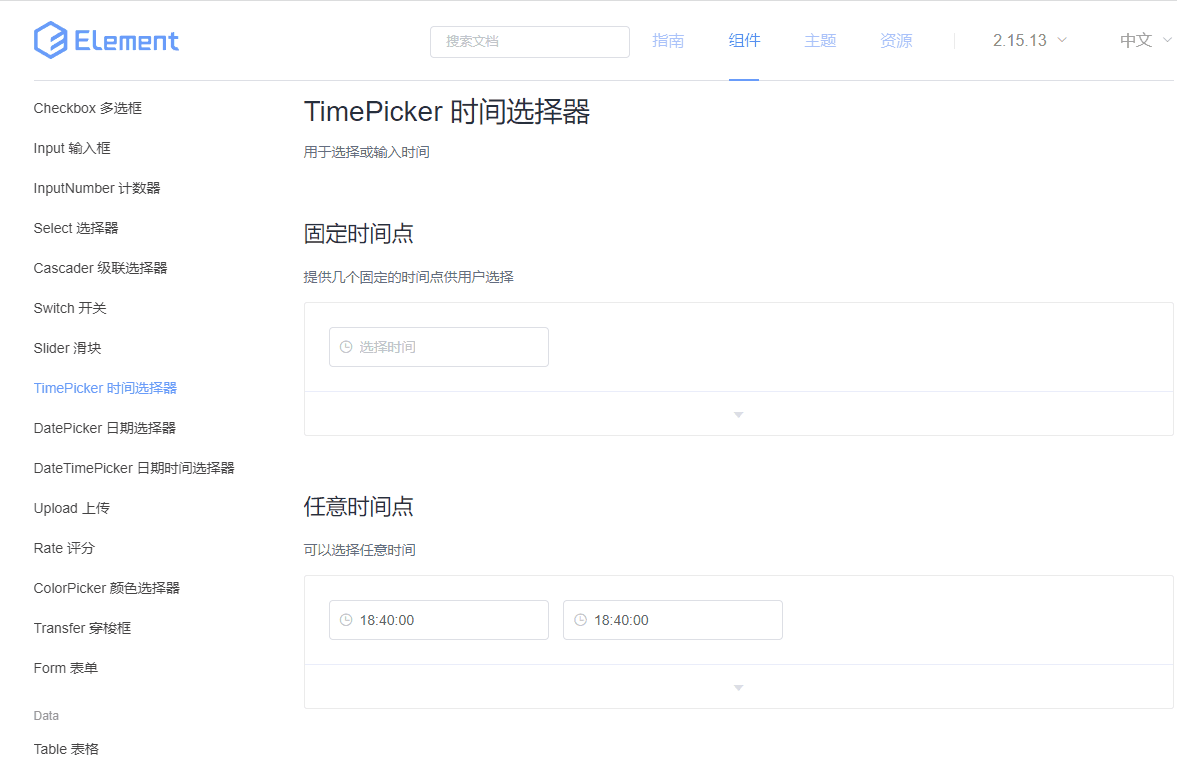 Element
搜索文档
指南
组件
主题
资源
2.15.13
中文
Checkbox 多选框
Input 输入框
InputNumber 计数器
Select 选择器
Cascader 级联选择器
Switch 开关
Slider 滑块
TimePicker 时间选择器
DatePicker 日期选择器
DateTimePicker 日期时间选择器
Upload 上传
Rate 评分
ColorPicker 颜色选择器
Transfer 穿梭框
Form 表单
Data
Table 表格
TimePicker 时间选择器
用于选择或输入时间
固定时间点
提供几个固定的时间点供用户选择
选择时间
任意时间点
可以选择任意时间
18:40:00
18:40:00